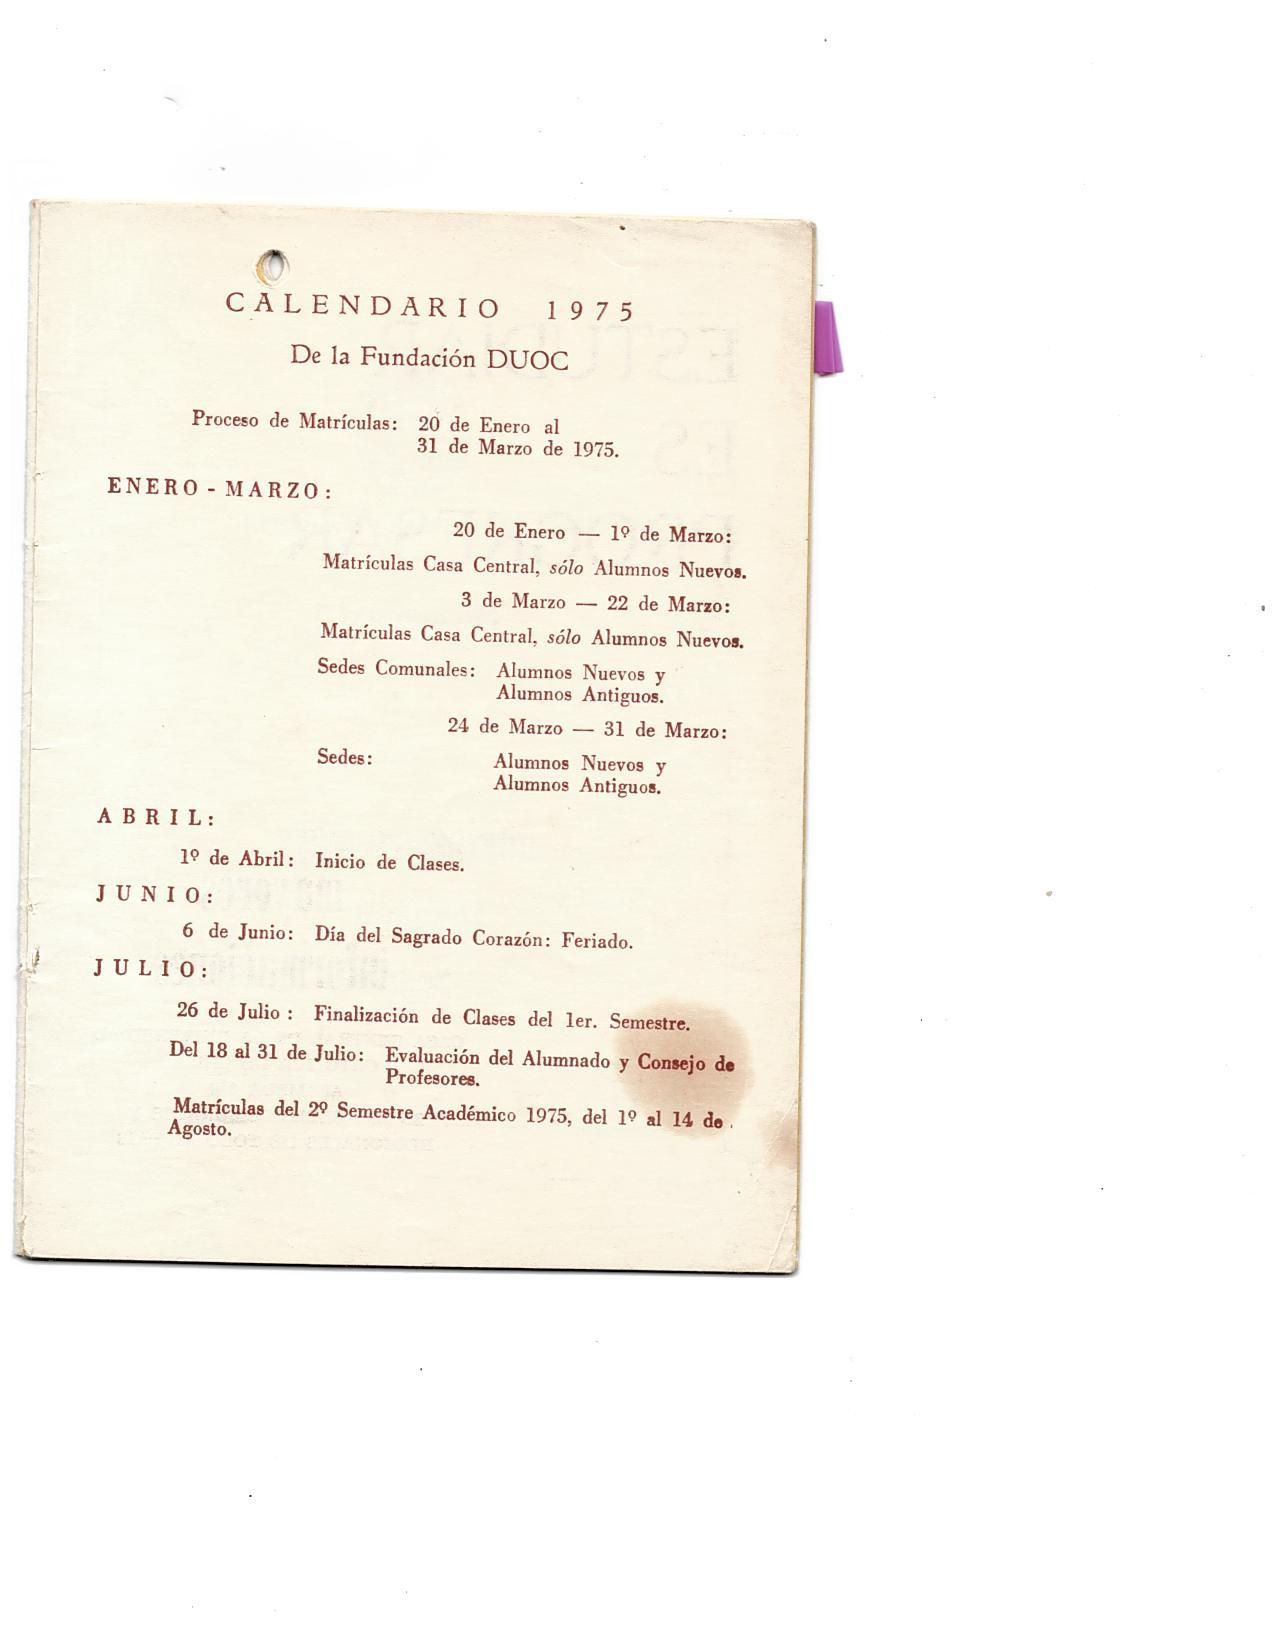 CALENDARIO 1975
De la Fundación DUOC
Proceso de Matrículas: 20 de Enero al
31 de Marzo de 1975.
ENERO - MARZO:
20 de Enero — 1º de Marzo:
Matrículas Casa Central, sólo Alumnos Nuevos.
3 de Marzo — 22 de Marzo:
Matrículas Casa Central, sólo Alumnos Nuevos.
Sedes Comunales: Alumnos Nuevos y
Alumnos Antiguos.
24 de Marzo — 31 de Marzo:
Sedes: Alumnos Nuevos y
Alumnos Antiguos.
ABRIL:
1º de Abril: Inicio de Clases.
JUNIO:
6 de Junio: Día del Sagrado Corazón: Feriado.
JULIO:
26 de Julio : Finalización de Clases del 1er. Semestre.
Del 18 al 31 de Julio: Evaluación del Alumnado y Consejo de
Profesores.
Matrículas del 2º Semestre Académico 1975, del 1º al 14 de
Agosto.